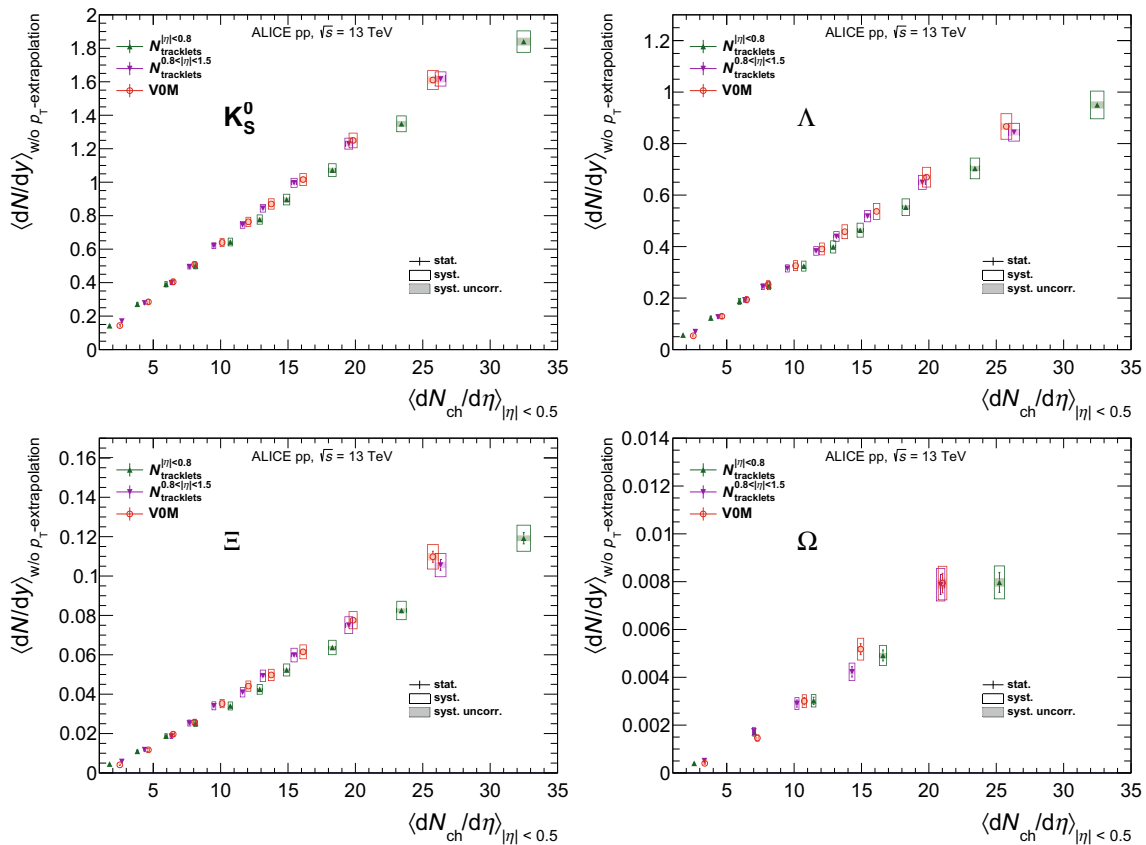 ALICE pp, √s = 13 TeV
N_tracklets^|η|<0.8
N_tracklets^0.8<|η|<1.5
V0M
K_S^0
stat.
syst.
syst. uncorr.
⟨dN/dy⟩_w/o p_T-extrapolation
2
1.8
1.6
1.4
1.2
1
0.8
0.6
0.4
0.2
0
5 10 15 20 25 30 35
⟨dN_ch/dη⟩_|η| < 0.5
ALICE pp, √s = 13 TeV
N_tracklets^|η|<0.8
N_tracklets^0.8<|η|<1.5
V0M
Λ
stat.
syst.
syst. uncorr.
⟨dN/dy⟩_w/o p_T-extrapolation
1.2
1
0.8
0.6
0.4
0.2
0
5 10 15 20 25 30 35
⟨dN_ch/dη⟩_|η| < 0.5
ALICE pp, √s = 13 TeV
N_tracklets^|η|<0.8
N_tracklets^0.8<|η|<1.5
V0M
Ξ
stat.
syst.
syst. uncorr.
⟨dN/dy⟩_w/o p_T-extrapolation
0.16
0.14
0.12
0.1
0.08
0.06
0.04
0.02
0
5 10 15 20 25 30 35
⟨dN_ch/dη⟩_|η| < 0.5
ALICE pp, √s = 13 TeV
N_tracklets^|η|<0.8
N_tracklets^0.8<|η|<1.5
V0M
Ω
stat.
syst.
syst. uncorr.
⟨dN/dy⟩_w/o p_T-extrapolation
0.014
0.012
0.01
0.008
0.006
0.004
0.002
0
5 10 15 20 25 30 35
⟨dN_ch/dη⟩_|η| < 0.5